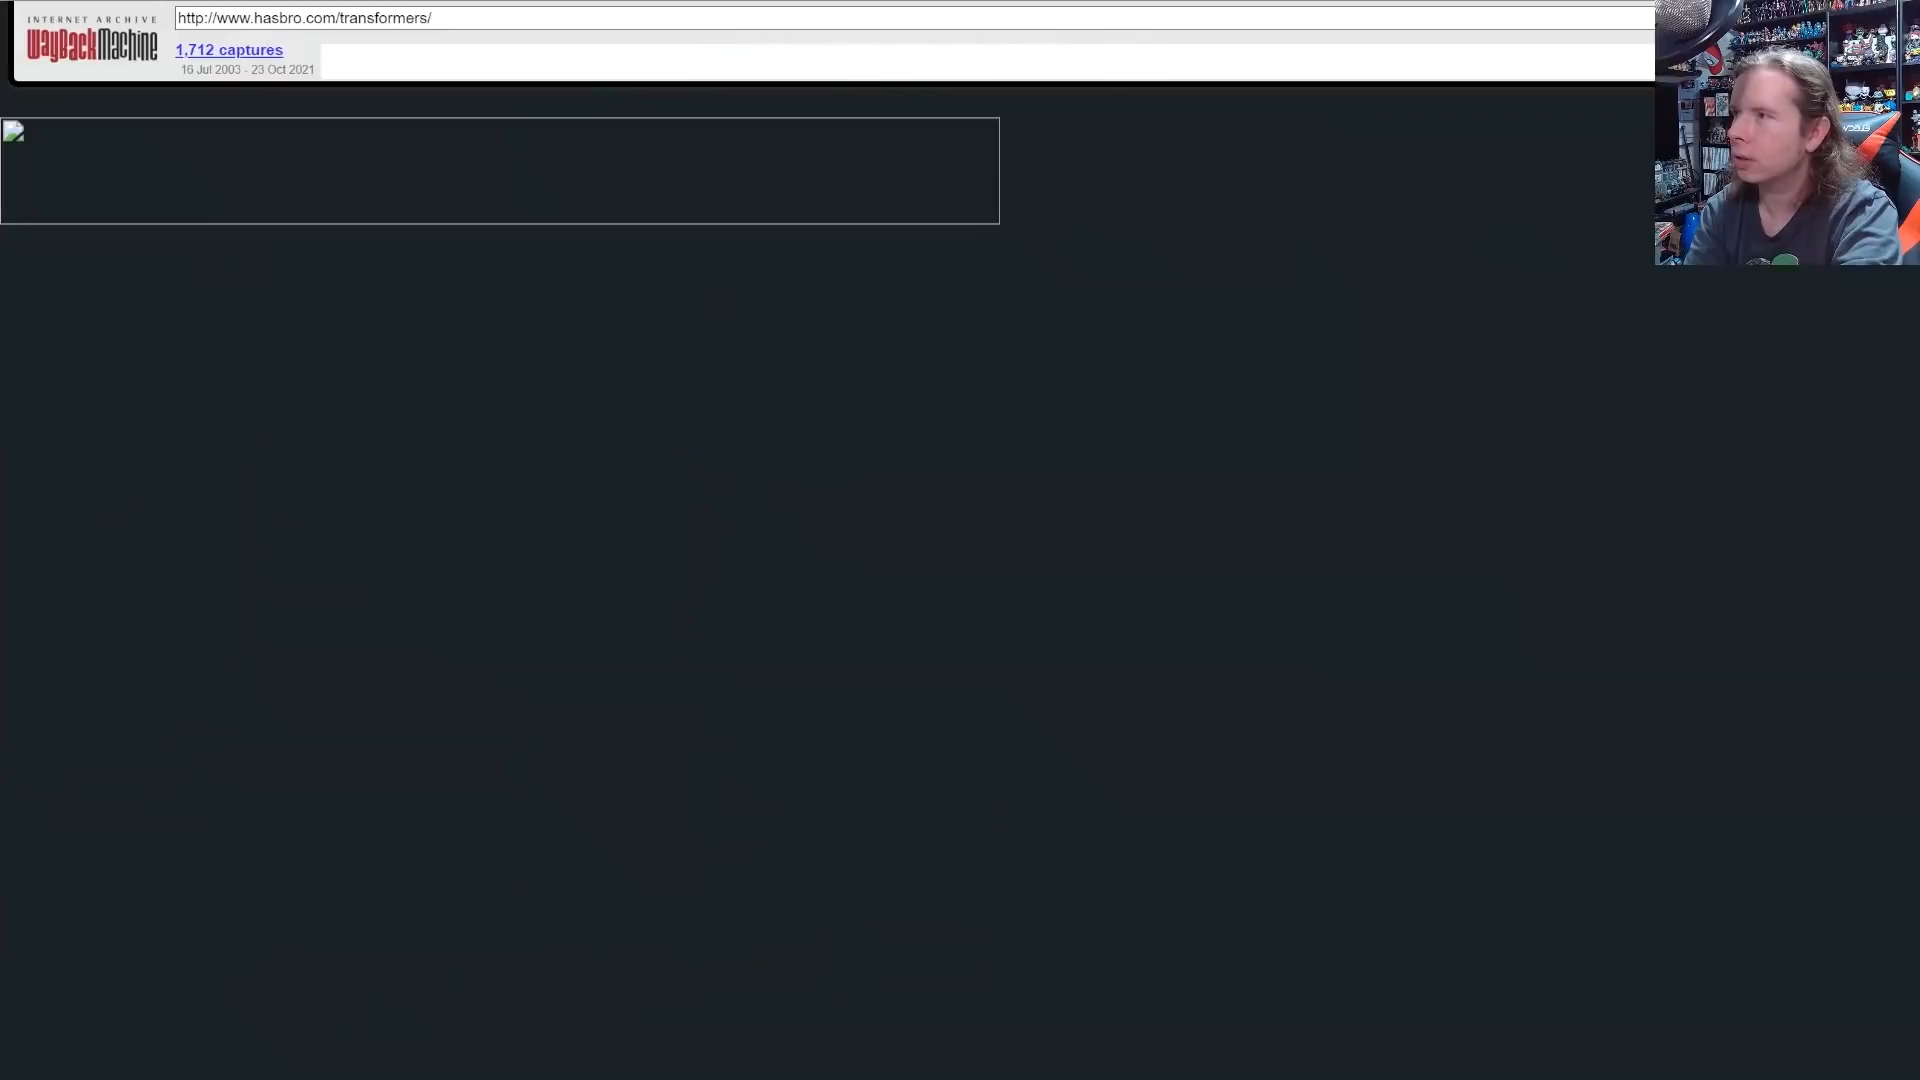 INTERNET ARCHIVE
WayBackMachine
http://www.hasbro.com/transformers/
1,712 captures
16 Jul 2003 - 23 Oct 2021